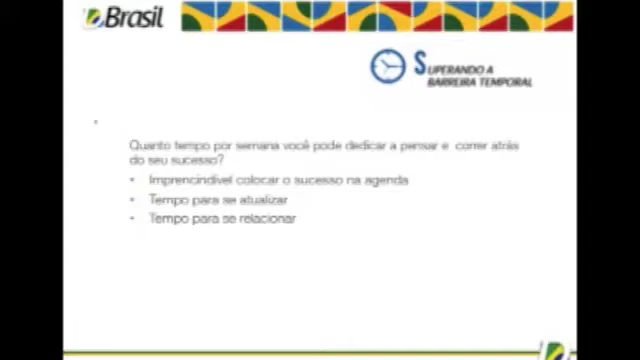 Brasil
SUPERANDO A
BARREIRA TEMPORAL
Quanto tempo por semana você pode dedicar a pensar e correr atrás
do seu sucesso?
• Imprencindível colocar o sucesso na agenda
• Tempo para se atualizar
• Tempo para se relacionar